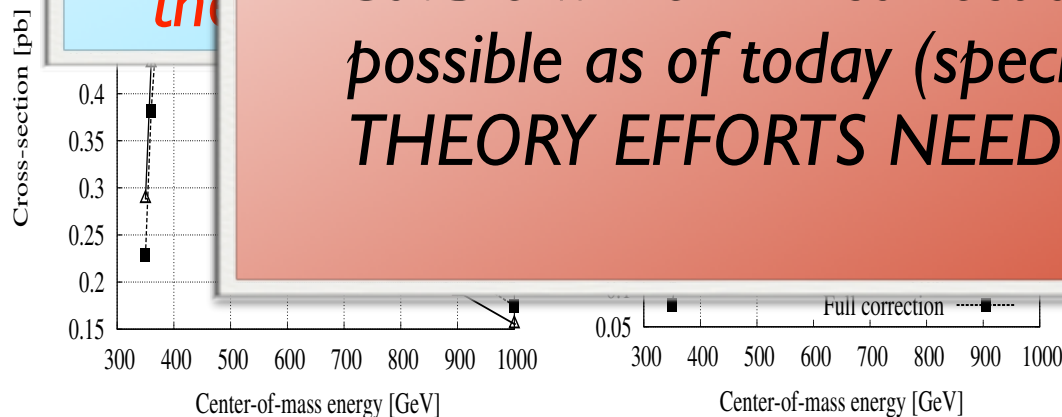 the
possible as of today (speci
THEORY EFFORTS NEED
Cross-section [pb]
0.4
0.35
0.3
0.25
0.2
0.15
300 400 500 600 700 800 900 1000
Center-of-mass energy [GeV]
Full correction
0.05
300 400 500 600 700 800 900 1000
Center-of-mass energy [GeV]